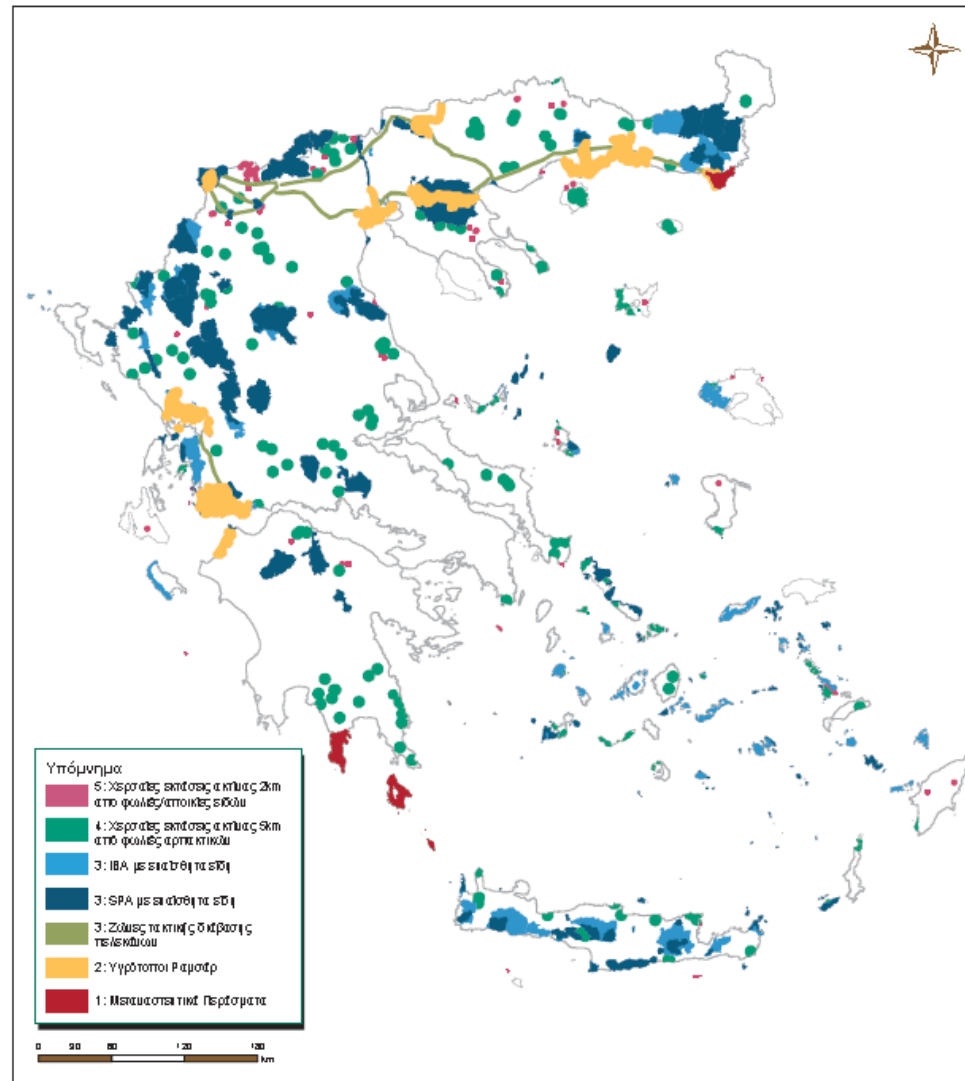 Υπόμνημα
5: Χερσαίες εκτάσεις ακτίνας 2km
από φωλιές/αποικίες ειδών
4: Χερσαίες εκτάσεις ακτίνας 5km
από φωλιές αρπακτικών
3: IBA με ευαίσθητα είδη
3: SPA με ευαίσθητα είδη
3: Ζώνες τακτικής διάβασης
πελεκάνων
2: Υγρότοποι Ραμσάρ
1: Μεταναστευτικά Περάσματα
0 30 60 120 180
km